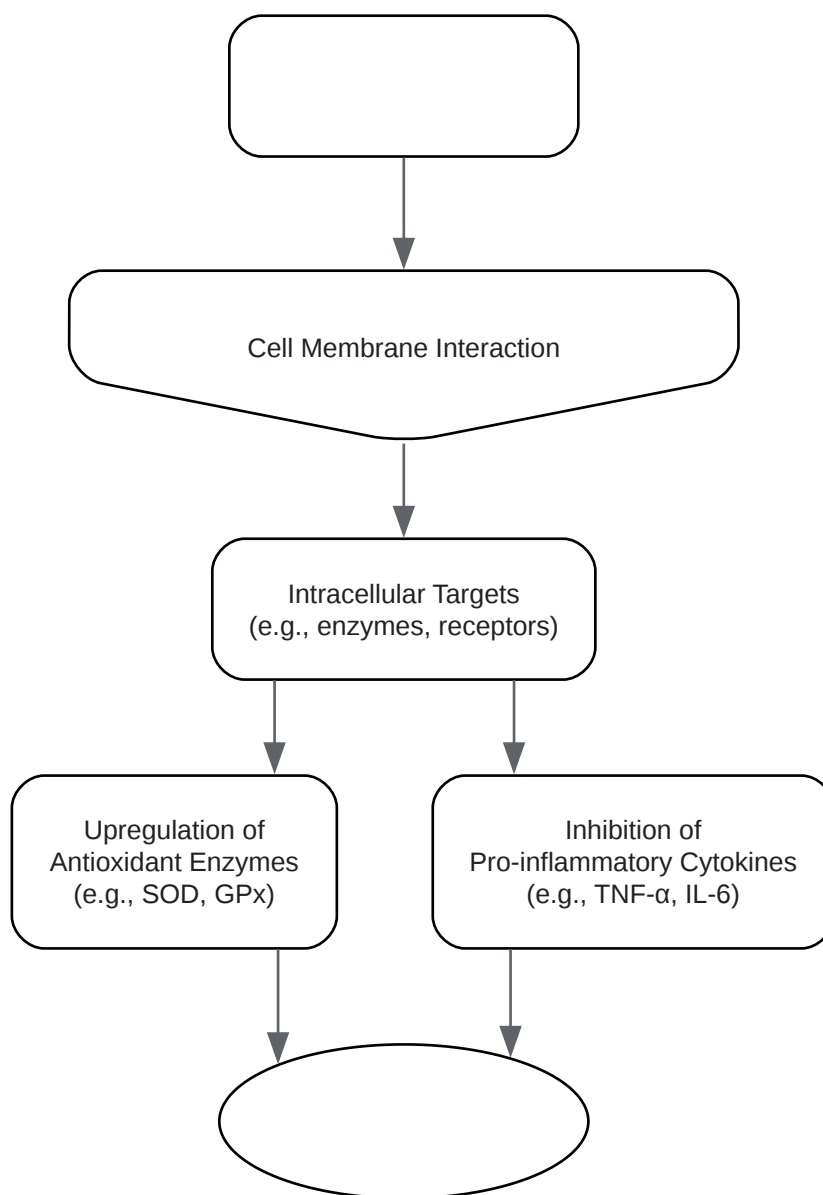 Cell Membrane Interaction
Intracellular Targets
(e.g., enzymes, receptors)
Upregulation of
Antioxidant Enzymes
(e.g., SOD, GPx)
Inhibition of
Pro-inflammatory Cytokines
(e.g., TNF-α, IL-6)